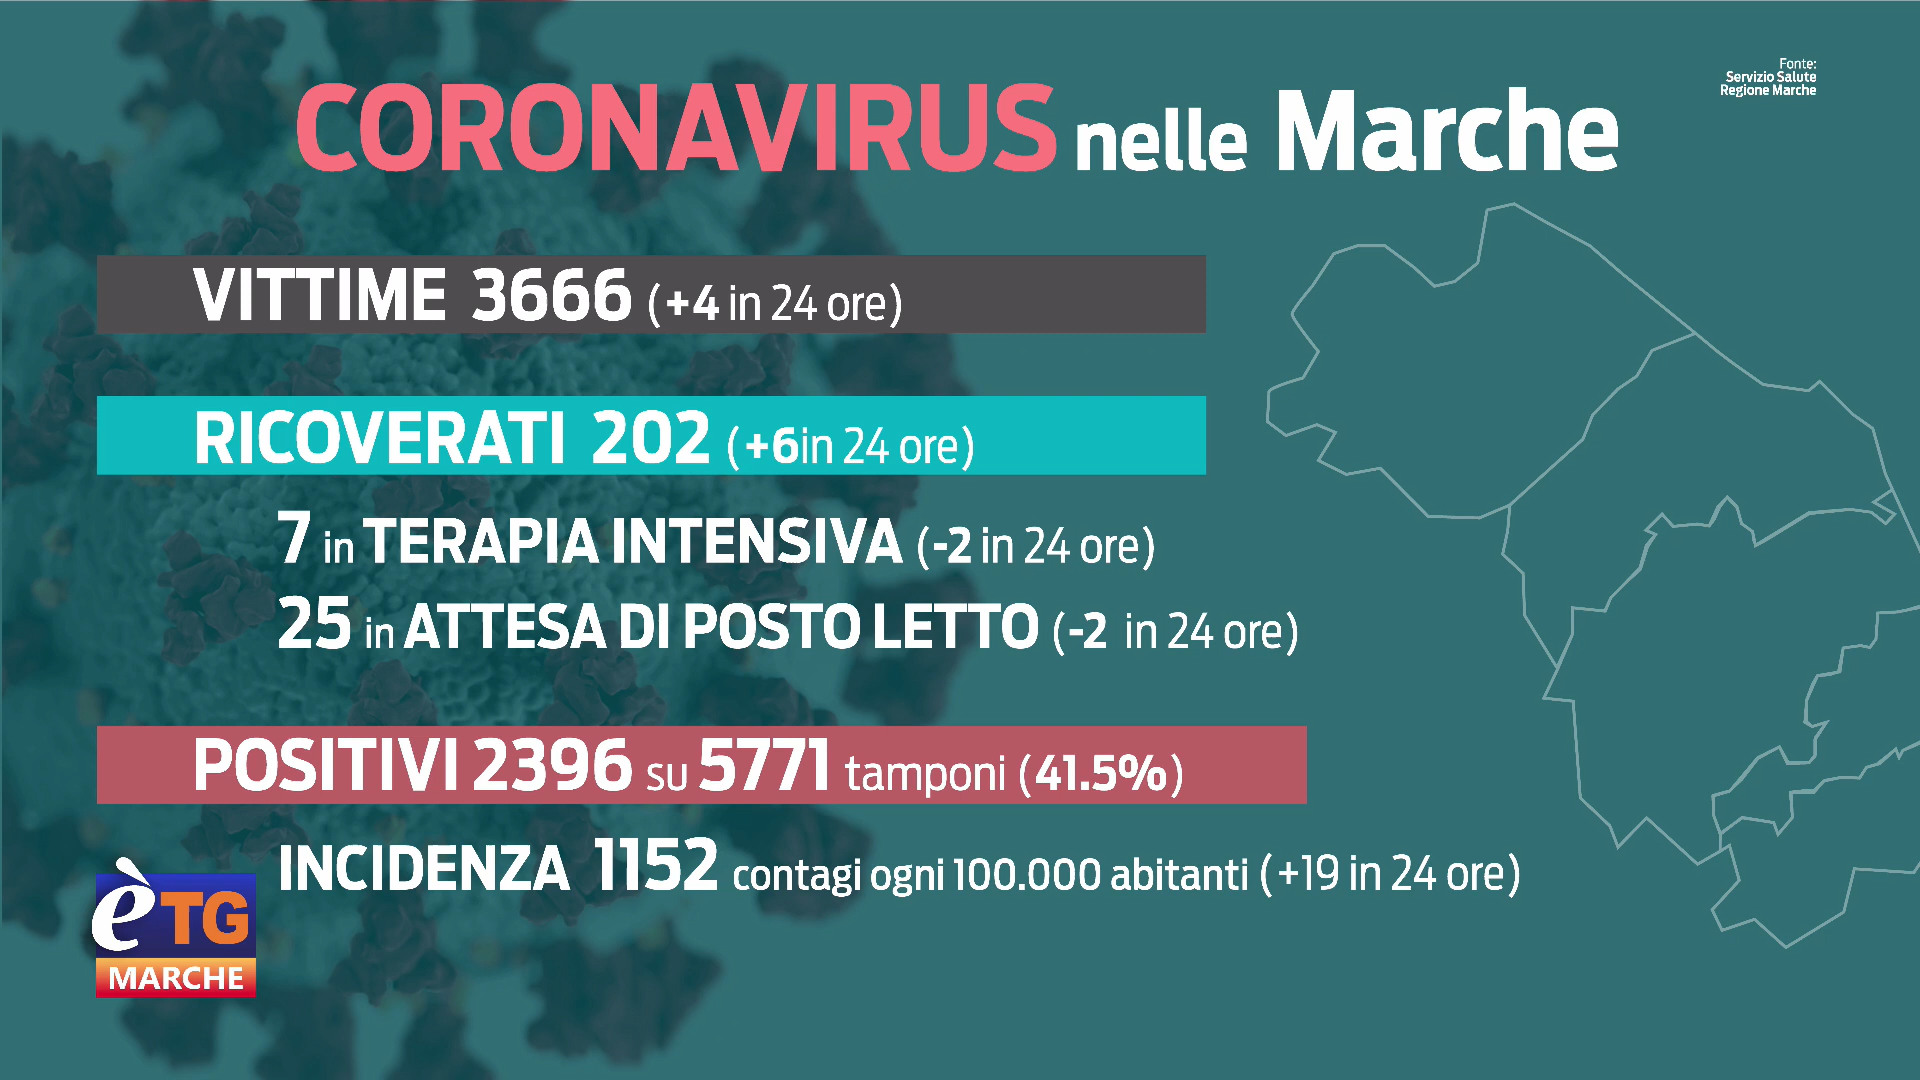 CORONAVIRUS nelle Marche
Fonte:
Servizio Salute
Regione Marche
VITTIME 3666 (+4 in 24 ore)
RICOVERATI 202 (+6in 24 ore)
7 in TERAPIA INTENSIVA (-2 in 24 ore)
25 in ATTESA DI POSTO LETTO (-2 in 24 ore)
POSITIVI 2396 su 5771 tamponi (41.5%)
INCIDENZA 1152 contagi ogni 100.000 abitanti (+19 in 24 ore)
èTG
MARCHE